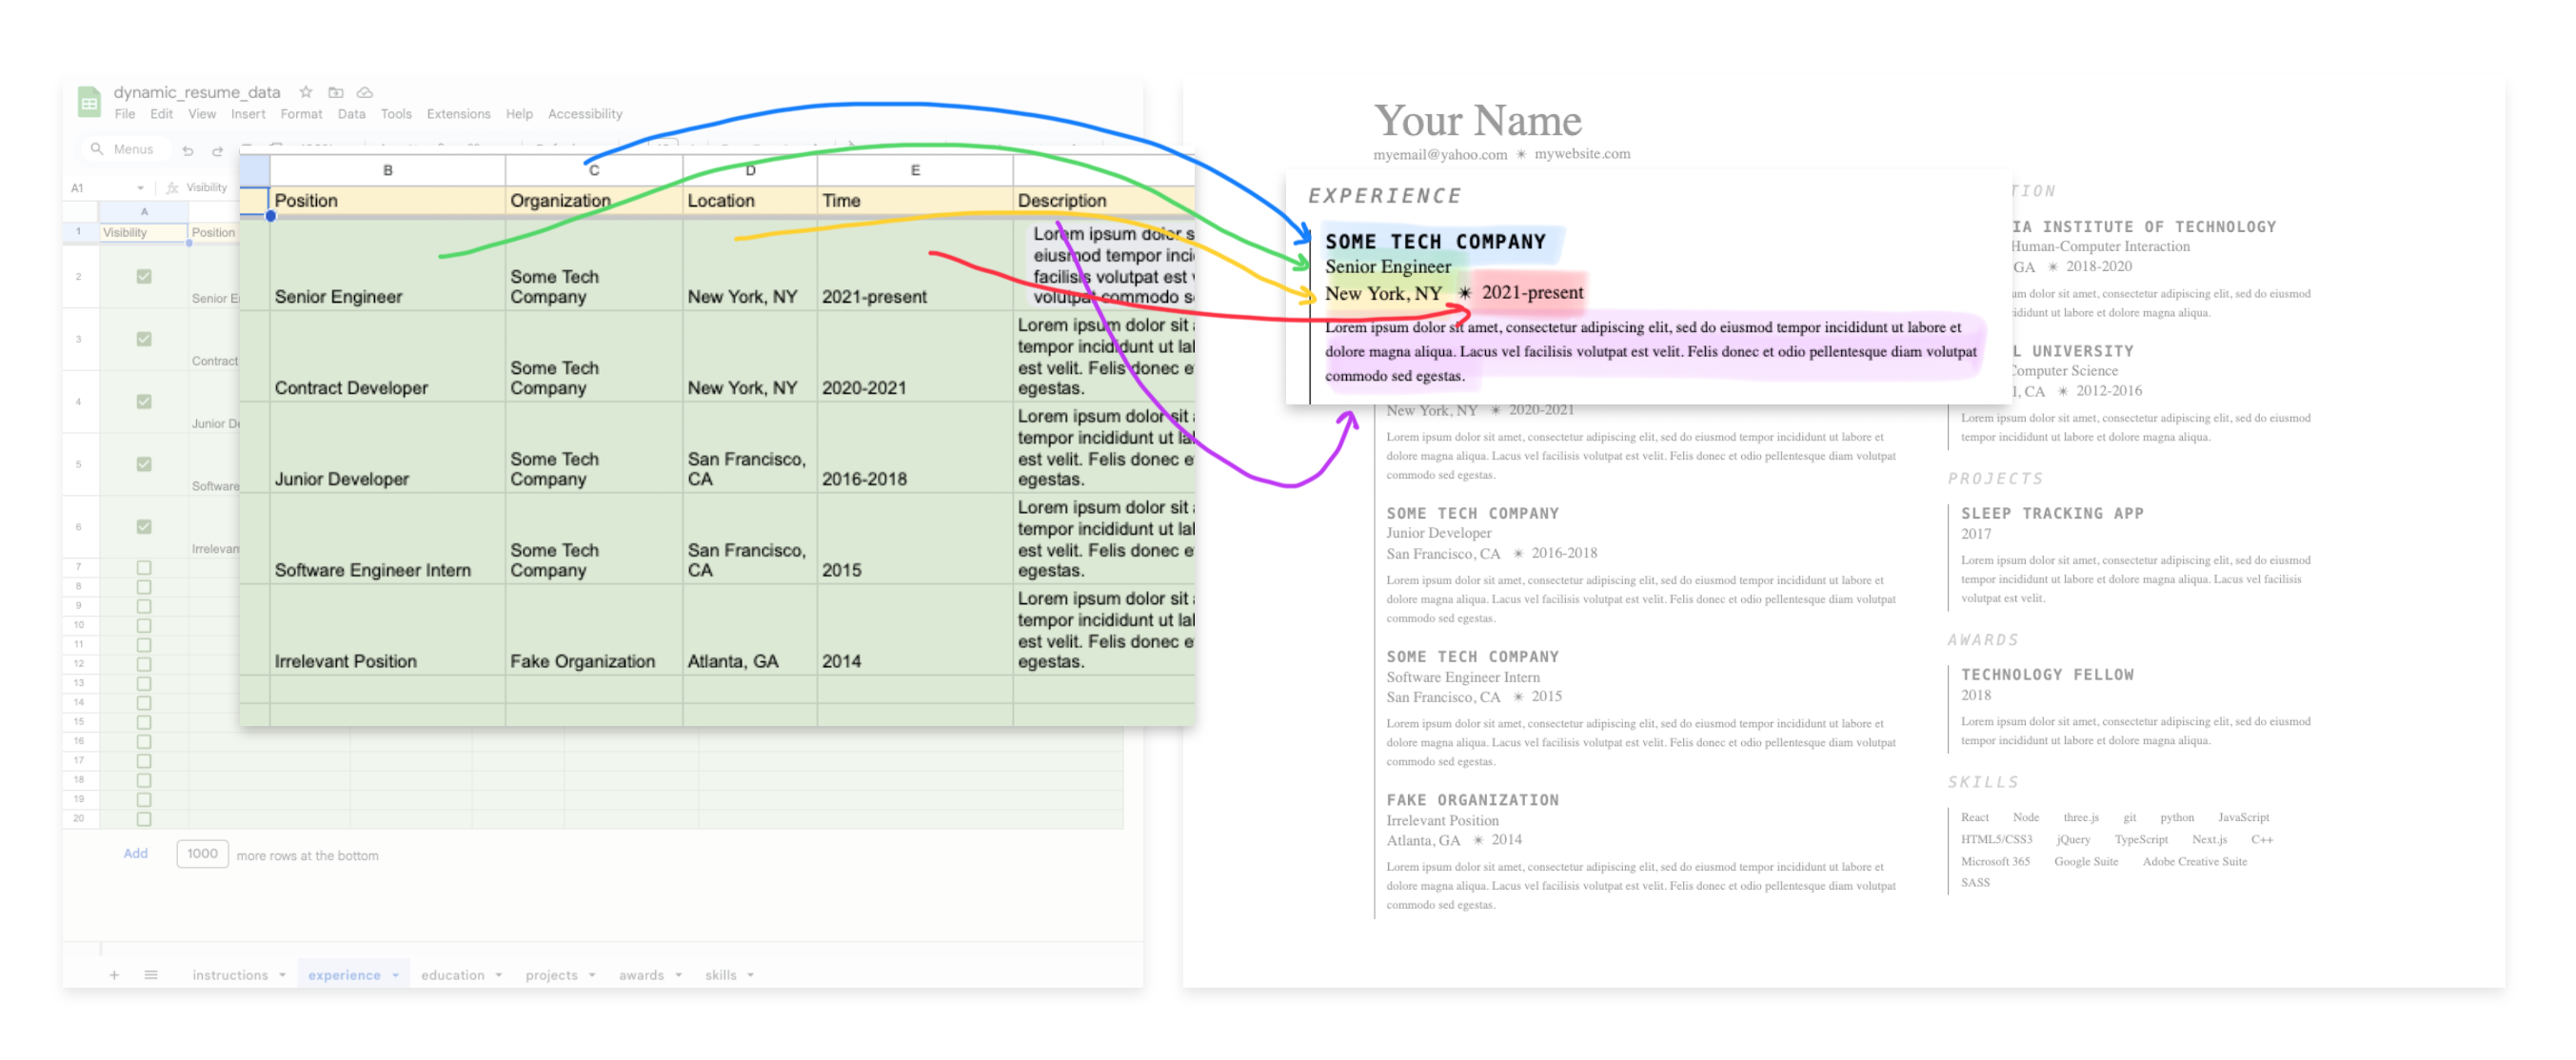 dynamic_resume_data
File Edit View Insert Format Data Tools Extensions Help Accessibility
Menus
A1 fx Visibility
A
1 Visibility Position
2 Senior E
3 Contract
4 Junior De
5 Software
6 Irrelevan
7
8
9
10
11
12
13
14
15
16
17
18
19
20
Add 1000 more rows at the bottom
+ instructions experience education projects awards skills
B C D E
Position Organization Location Time Description
Senior Engineer Some Tech Company New York, NY 2021-present
Lorem ipsum dolor s
eiusmod tempor inci
facilisis volutpat est
volutpat commodo s
Contract Developer Some Tech Company New York, NY 2020-2021
Lorem ipsum dolor sit
tempor incididunt ut la
est velit. Felis donec e
egestas.
Junior Developer Some Tech Company San Francisco, CA 2016-2018
Lorem ipsum dolor sit
tempor incididunt ut la
est velit. Felis donec e
egestas.
Software Engineer Intern Some Tech Company San Francisco, CA 2015
Lorem ipsum dolor sit
tempor incididunt ut la
est velit. Felis donec e
egestas.
Irrelevant Position Fake Organization Atlanta, GA 2014
Lorem ipsum dolor sit
tempor incididunt ut la
est velit. Felis donec e
egestas.
Your Name
myemail@yahoo.com ✴ mywebsite.com
EXPERIENCE
SOME TECH COMPANY
Senior Engineer
New York, NY ✴ 2021-present
Lorem ipsum dolor sit amet, consectetur adipiscing elit, sed do eiusmod tempor incididunt ut labore et
dolore magna aliqua. Lacus vel facilisis volutpat est velit. Felis donec et odio pellentesque diam volutpat
commodo sed egestas.
New York, NY ✴ 2020-2021
Lorem ipsum dolor sit amet, consectetur adipiscing elit, sed do eiusmod tempor incididunt ut labore et
dolore magna aliqua. Lacus vel facilisis volutpat est velit. Felis donec et odio pellentesque diam volutpat
commodo sed egestas.
SOME TECH COMPANY
Junior Developer
San Francisco, CA ✴ 2016-2018
Lorem ipsum dolor sit amet, consectetur adipiscing elit, sed do eiusmod tempor incididunt ut labore et
dolore magna aliqua. Lacus vel facilisis volutpat est velit. Felis donec et odio pellentesque diam volutpat
commodo sed egestas.
SOME TECH COMPANY
Software Engineer Intern
San Francisco, CA ✴ 2015
Lorem ipsum dolor sit amet, consectetur adipiscing elit, sed do eiusmod tempor incididunt ut labore et
dolore magna aliqua. Lacus vel facilisis volutpat est velit. Felis donec et odio pellentesque diam volutpat
commodo sed egestas.
FAKE ORGANIZATION
Irrelevant Position
Atlanta, GA ✴ 2014
Lorem ipsum dolor sit amet, consectetur adipiscing elit, sed do eiusmod tempor incididunt ut labore et
dolore magna aliqua. Lacus vel facilisis volutpat est velit. Felis donec et odio pellentesque diam volutpat
commodo sed egestas.
TION
IA INSTITUTE OF TECHNOLOGY
Human-Computer Interaction
GA ✴ 2018-2020
um dolor sit amet, consectetur adipiscing elit, sed do eiusmod
incididunt ut labore et dolore magna aliqua.
L UNIVERSITY
Computer Science
l, CA ✴ 2012-2016
Lorem ipsum dolor sit amet, consectetur adipiscing elit, sed do eiusmod
tempor incididunt ut labore et dolore magna aliqua.
PROJECTS
SLEEP TRACKING APP
2017
Lorem ipsum dolor sit amet, consectetur adipiscing elit, sed do eiusmod
tempor incididunt ut labore et dolore magna aliqua. Lacus vel facilisis
volutpat est velit.
AWARDS
TECHNOLOGY FELLOW
2018
Lorem ipsum dolor sit amet, consectetur adipiscing elit, sed do eiusmod
tempor incididunt ut labore et dolore magna aliqua.
SKILLS
React Node three.js git python JavaScript
HTML5/CSS3 jQuery TypeScript Next.js C++
Microsoft 365 Google Suite Adobe Creative Suite
SASS